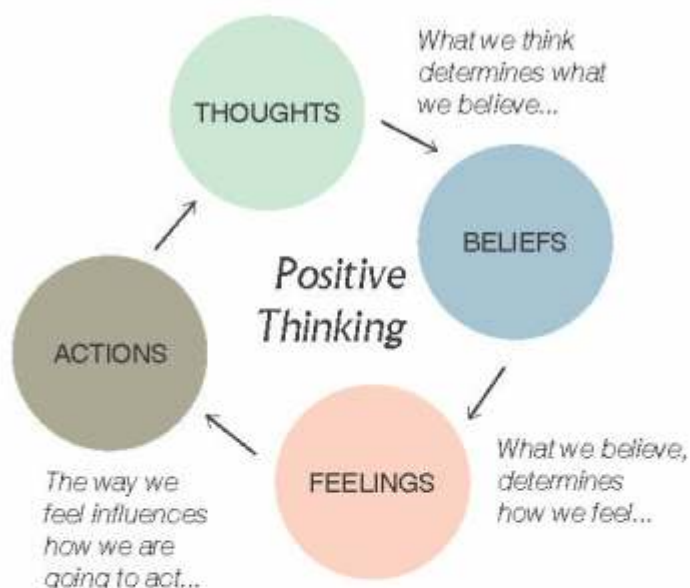 THOUGHTS
What we think
determines what
we believe...
BELIEFS
Positive
Thinking
ACTIONS
What we believe,
determines
how we feel...
FEELINGS
The way we
feel influences
how we are
going to act...